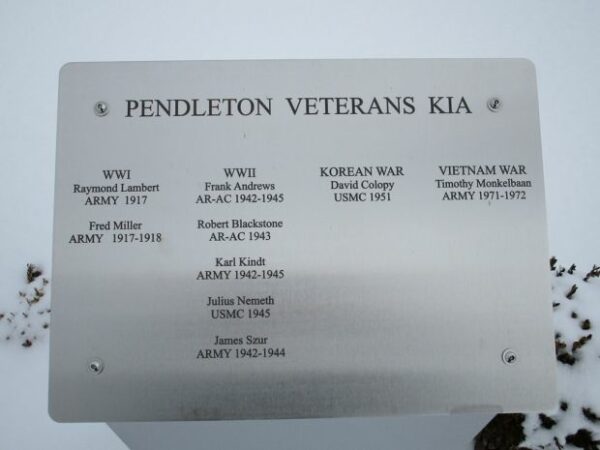 PENDLETON VETERANS KIA
WWI
Raymond Lambert
ARMY 1917
Fred Miller
ARMY 1917-1918
WWII
Frank Andrews
AR-AC 1942-1945
Robert Blackstone
AR-AC 1943
Karl Kindt
ARMY 1942-1945
Julius Nemeth
USMC 1945
James Szur
ARMY 1942-1944
KOREAN WAR
David Colopy
USMC 1951
VIETNAM WAR
Timothy Monkelbaan
ARMY 1971-1972